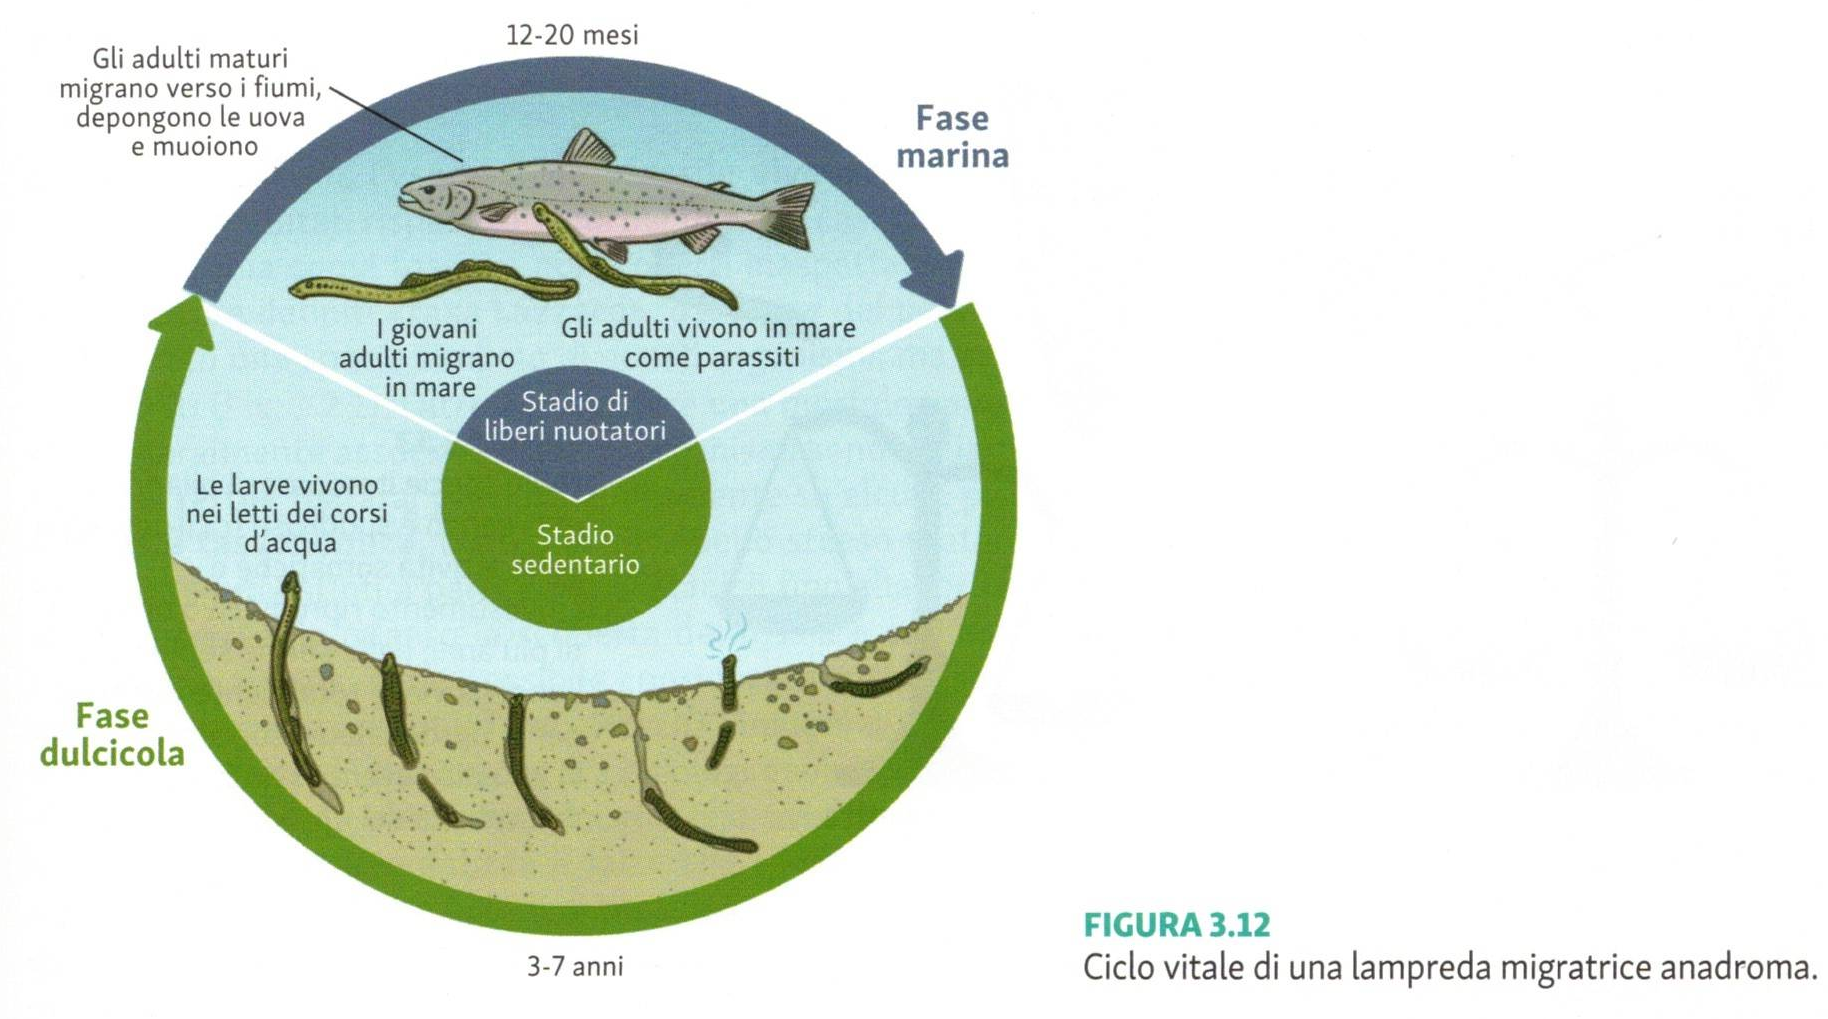 12-20 mesi
Gli adulti maturi
migrano verso i fiumi,
depongono le uova
e muoiono
Fase
marina
I giovani
adulti migrano
in mare
Gli adulti vivono in mare
come parassiti
Stadio di
liberi nuotatori
Le larve vivono
nei letti dei corsi
d'acqua
Stadio
sedentario
Fase
dulcicola
3-7 anni
FIGURA 3.12
Ciclo vitale di una lampreda migratrice anadroma.